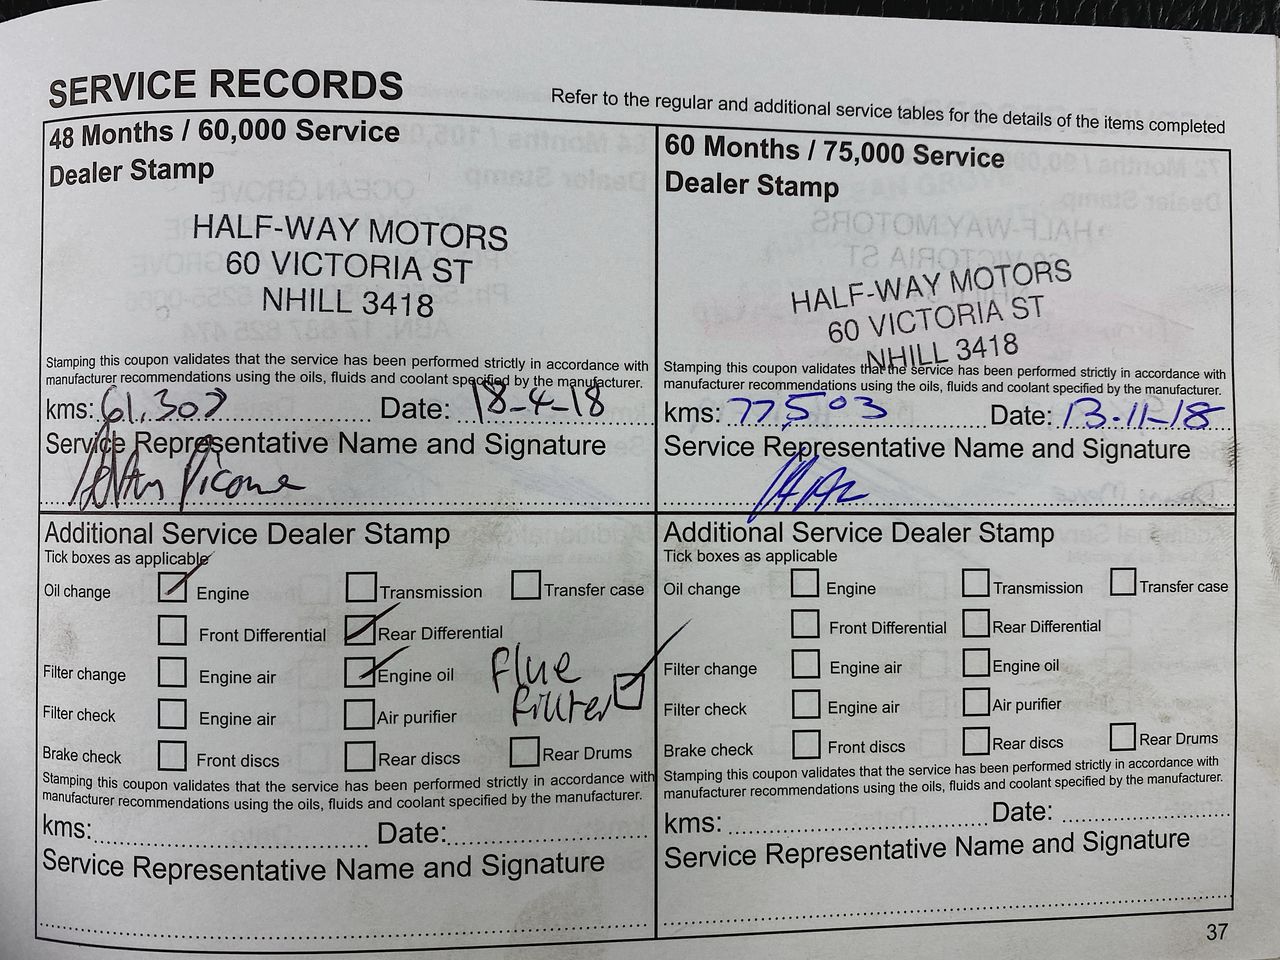 SERVICE RECORDS
Refer to the regular and additional service tables for the details of the items completed
48 Months / 60,000 Service
Dealer Stamp
HALF-WAY MOTORS
60 VICTORIA ST
NHILL 3418
Stamping this coupon validates that the service has been performed strictly in accordance with
manufacturer recommendations using the oils, fluids and coolant specified by the manufacturer.
kms: 61,307 Date: 18-4-18
Service Representative Name and Signature
Picone
Additional Service Dealer Stamp
Tick boxes as applicable
Oil change Engine Transmission Transfer case
Front Differential Rear Differential
Filter change Engine air Engine oil
Filter check Engine air Air purifier
Brake check Front discs Rear discs Rear Drums
Stamping this coupon validates that the service has been performed strictly in accordance with
manufacturer recommendations using the oils, fluids and coolant specified by the manufacturer.
kms: Date:
Service Representative Name and Signature
60 Months / 75,000 Service
Dealer Stamp
HALF-WAY MOTORS
60 VICTORIA ST
NHILL 3418
Stamping this coupon validates that the service has been performed strictly in accordance with
manufacturer recommendations using the oils, fluids and coolant specified by the manufacturer.
kms: 77,503 Date: 13-11-18
Service Representative Name and Signature
Additional Service Dealer Stamp
Tick boxes as applicable
Oil change Engine Transmission Transfer case
Front Differential Rear Differential
Filter change Engine air Engine oil
Filter check Engine air Air purifier
Brake check Front discs Rear discs Rear Drums
Stamping this coupon validates that the service has been performed strictly in accordance with
manufacturer recommendations using the oils, fluids and coolant specified by the manufacturer.
kms: Date:
Service Representative Name and Signature
37